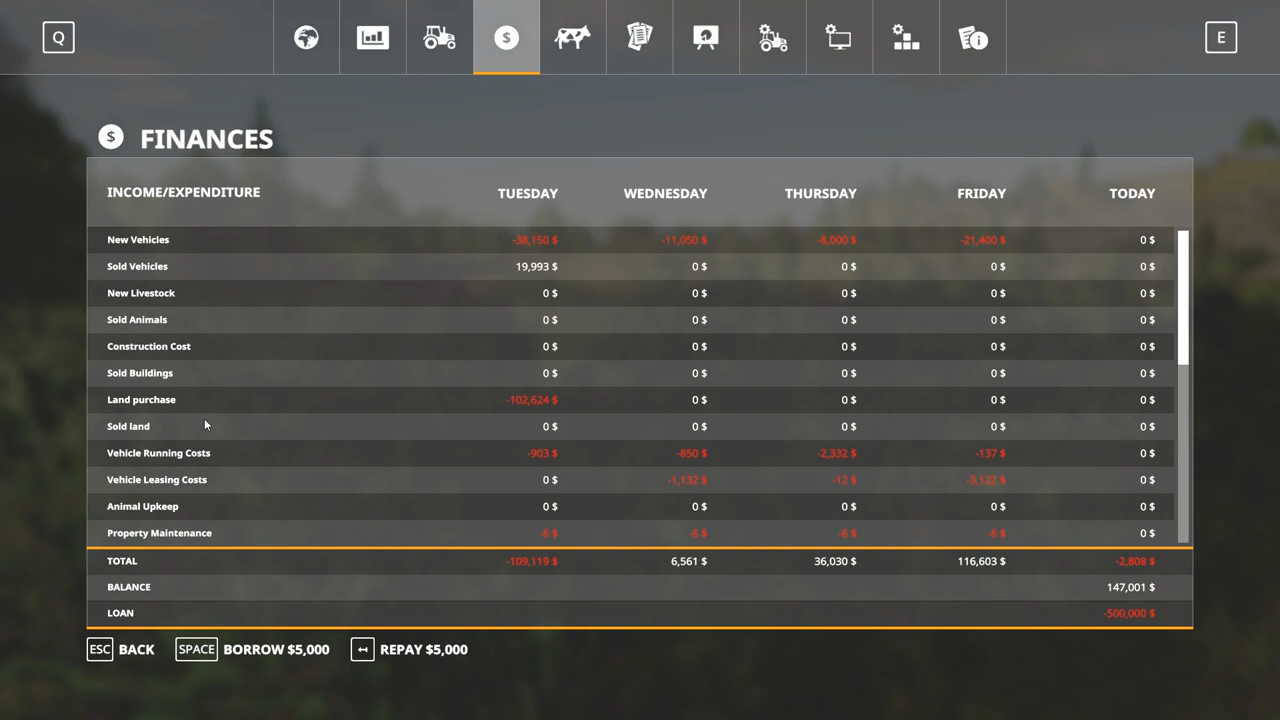 Q
$
E
$ FINANCES
INCOME/EXPENDITURE TUESDAY WEDNESDAY THURSDAY FRIDAY TODAY
New Vehicles -38,150 $ -11,050 $ -8,000 $ -21,400 $ 0 $
Sold Vehicles 19,993 $ 0 $ 0 $ 0 $ 0 $
New Livestock 0 $ 0 $ 0 $ 0 $ 0 $
Sold Animals 0 $ 0 $ 0 $ 0 $ 0 $
Construction Cost 0 $ 0 $ 0 $ 0 $ 0 $
Sold Buildings 0 $ 0 $ 0 $ 0 $ 0 $
Land purchase -102,624 $ 0 $ 0 $ 0 $ 0 $
Sold land 0 $ 0 $ 0 $ 0 $ 0 $
Vehicle Running Costs -903 $ -850 $ -2,332 $ -137 $ 0 $
Vehicle Leasing Costs 0 $ -1,132 $ -12 $ -3,122 $ 0 $
Animal Upkeep 0 $ 0 $ 0 $ 0 $ 0 $
Property Maintenance -6 $ -6 $ -6 $ -6 $ 0 $
TOTAL -109,119 $ 6,561 $ 36,030 $ 116,603 $ -2,808 $
BALANCE 147,001 $
LOAN -500,000 $
ESC BACK SPACE BORROW $5,000 REPAY $5,000